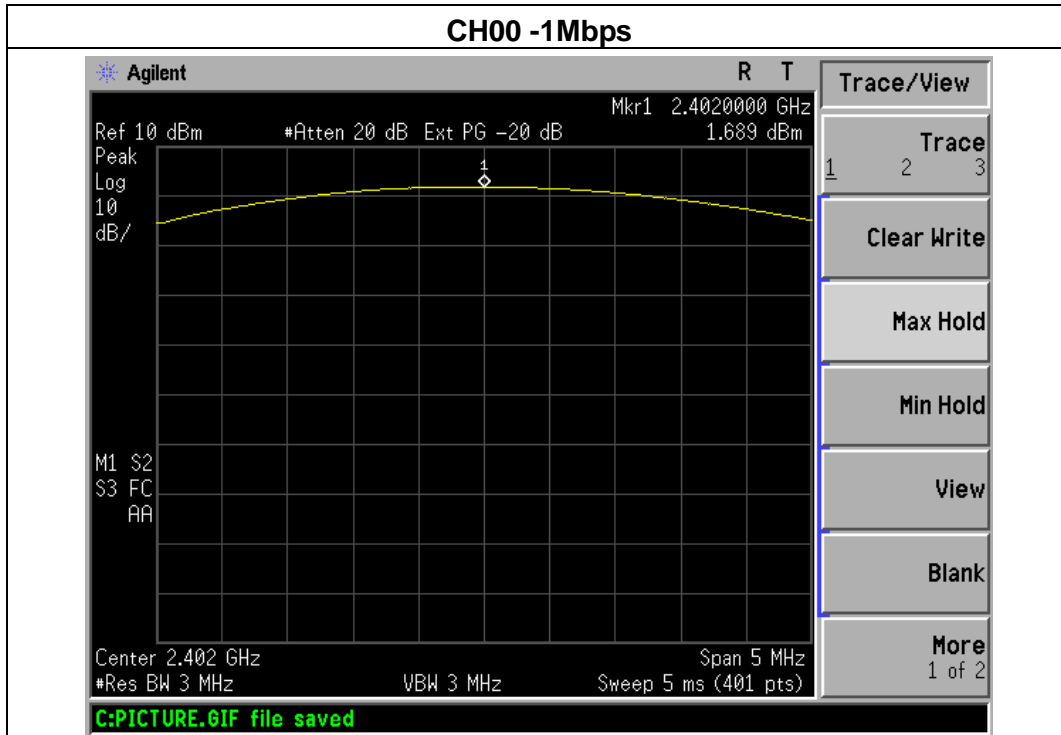 CH00 -1Mbps
Agilent R T
Mkr1 2.4020000 GHz
Ref 10 dBm #Atten 20 dB Ext PG -20 dB 1.689 dBm
Peak
Log
10
dB/
1
M1 S2
S3 FC
AA
Center 2.402 GHz Span 5 MHz
#Res BW 3 MHz VBW 3 MHz Sweep 5 ms (401 pts)
C:PICTURE.GIF file saved
Trace/View
Trace
1 2 3
Clear Write
Max Hold
Min Hold
View
Blank
More
1 of 2